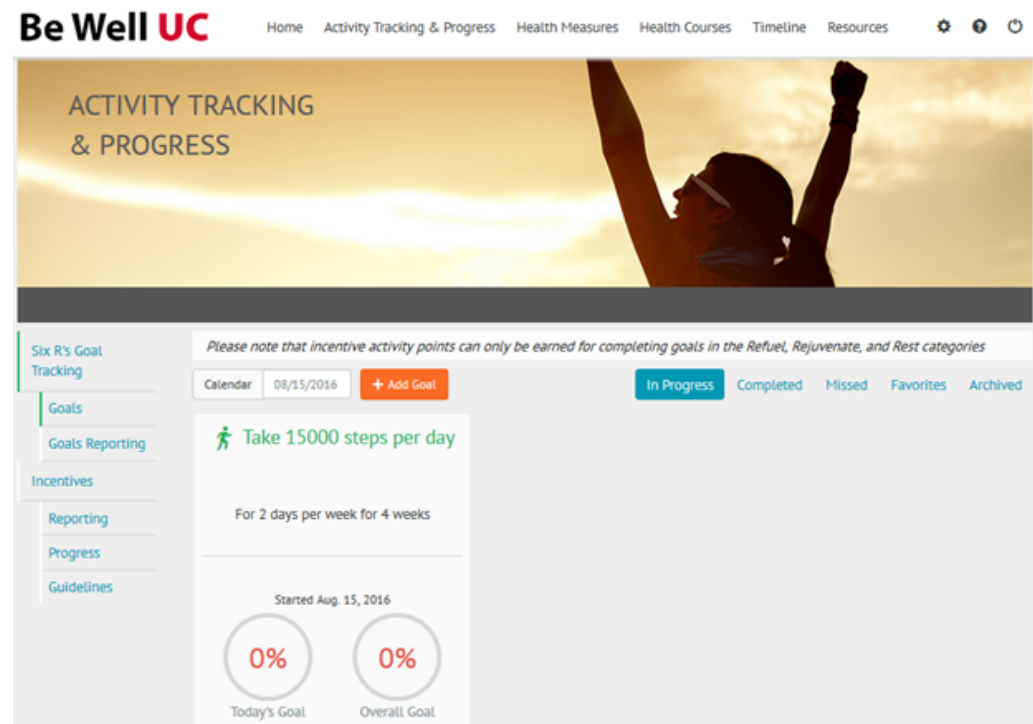 Be Well UC
Home Activity Tracking & Progress Health Measures Health Courses Timeline Resources
ACTIVITY TRACKING
& PROGRESS
Six R's Goal
Tracking
Goals
Goals Reporting
Incentives
Reporting
Progress
Guidelines
Please note that incentive activity points can only be earned for completing goals in the Refuel, Rejuvenate, and Rest categories
Calendar 08/15/2016 + Add Goal In Progress Completed Missed Favorites Archived
Take 15000 steps per day
For 2 days per week for 4 weeks
Started Aug. 15, 2016
0% 0%
Today's Goal Overall Goal